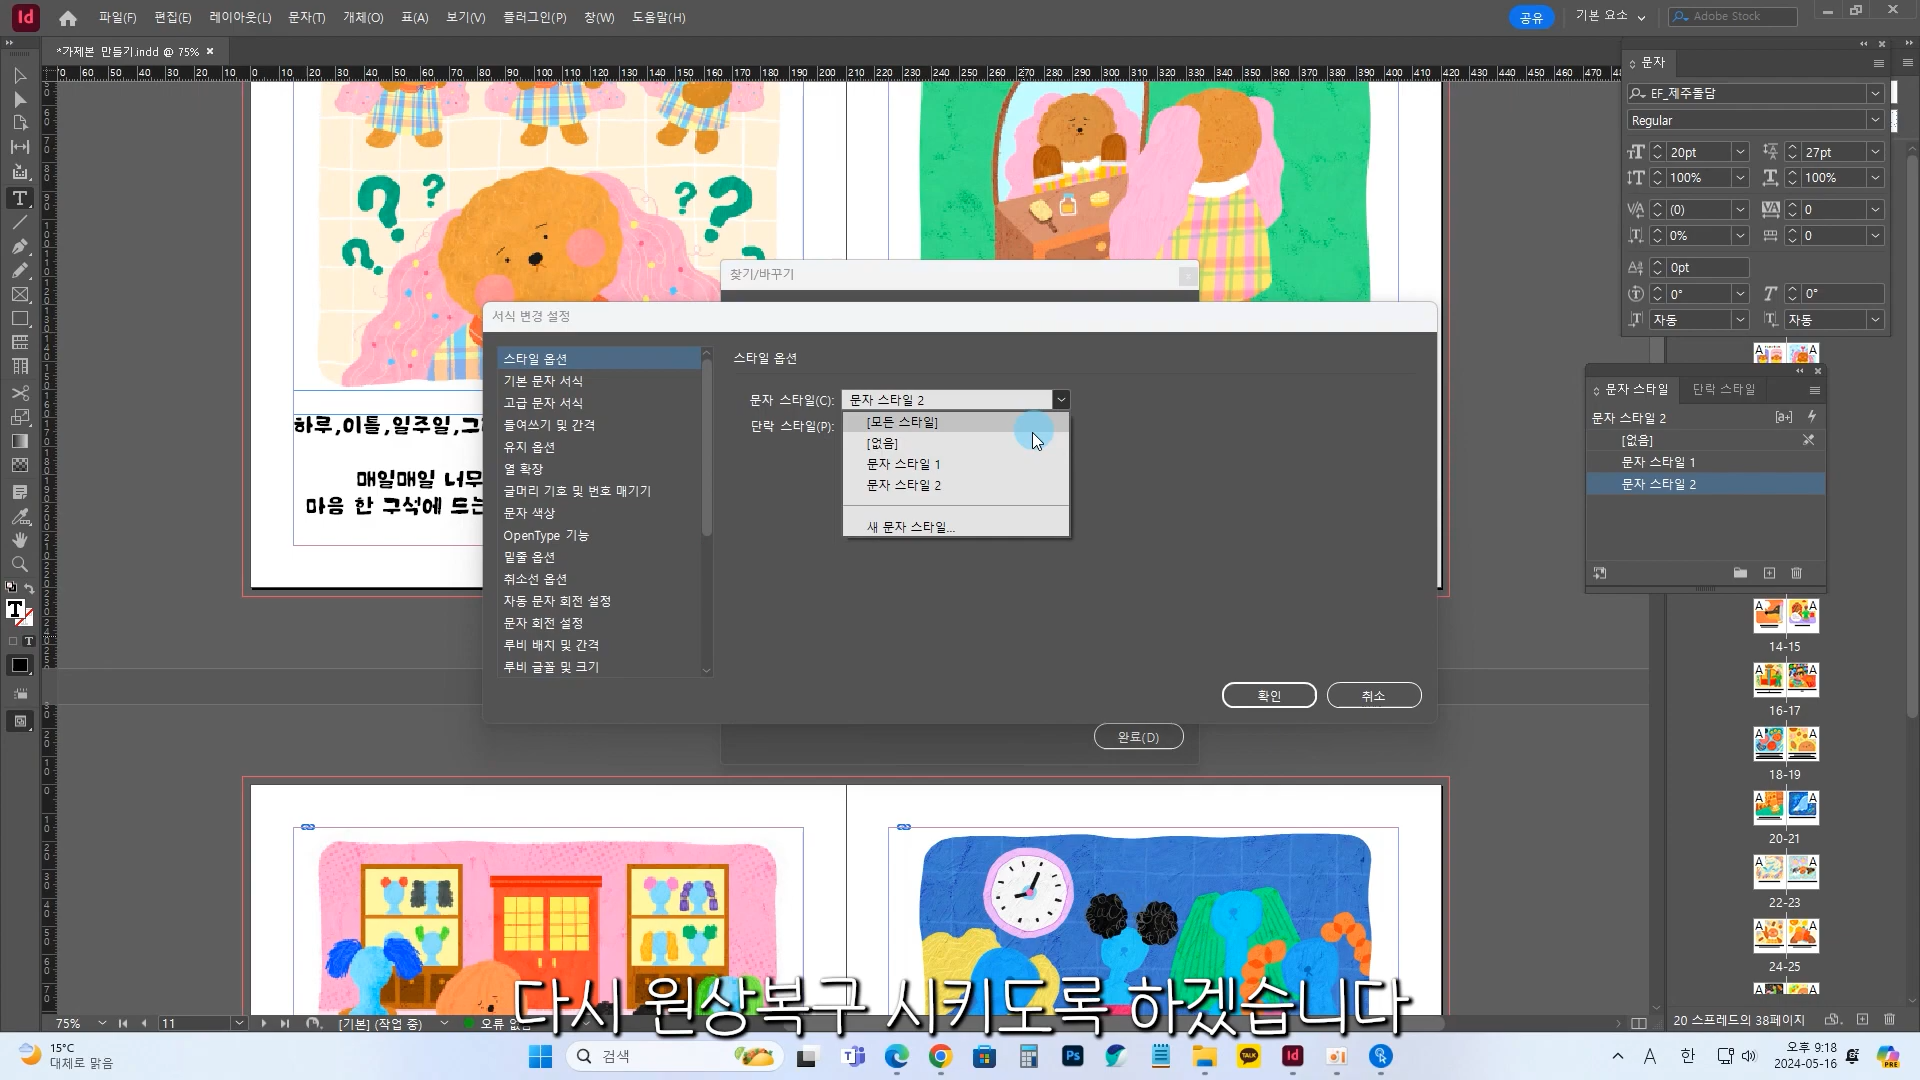 Id
파일(F) 편집(E) 레이아웃(L) 문자(T) 개체(O) 표(A) 보기(V) 플러그인(P) 창(W) 도움말(H)
공유 기본 요소 Adobe Stock
*가제본 만들기.indd @ 75%
문자
EF_제주돌담
Regular
20pt 27pt
100% 100%
(0) 0
0% 0
0pt
0° 0°
자동 자동
찾기/바꾸기
서식 변경 설정
스타일 옵션
기본 문자 서식
고급 문자 서식
들여쓰기 및 간격
유지 옵션
열 확장
글머리 기호 및 번호 매기기
문자 색상
OpenType 기능
밑줄 옵션
취소선 옵션
자동 문자 회전 설정
문자 회전 설정
루비 배치 및 간격
루비 글꼴 및 크기
스타일 옵션
문자 스타일(C): 문자 스타일 2
단락 스타일(P):
[모든 스타일]
[없음]
문자 스타일 1
문자 스타일 2
새 문자 스타일...
확인 취소
완료(D)
문자 스타일 단락 스타일
문자 스타일 2
[없음]
문자 스타일 1
문자 스타일 2
하루,이틀,일주일,그
매일매일 너무
마음 한 구석에 드는
14-15
16-17
18-19
20-21
22-23
24-25
다시 원상복구 시키도록 하겠습니다
75% 11 [기본] (작업 중) 오류 없음
20 스프레드의 38페이지
15°C
대체로 맑음
검색
A 한
오후 9:18
2024-05-16